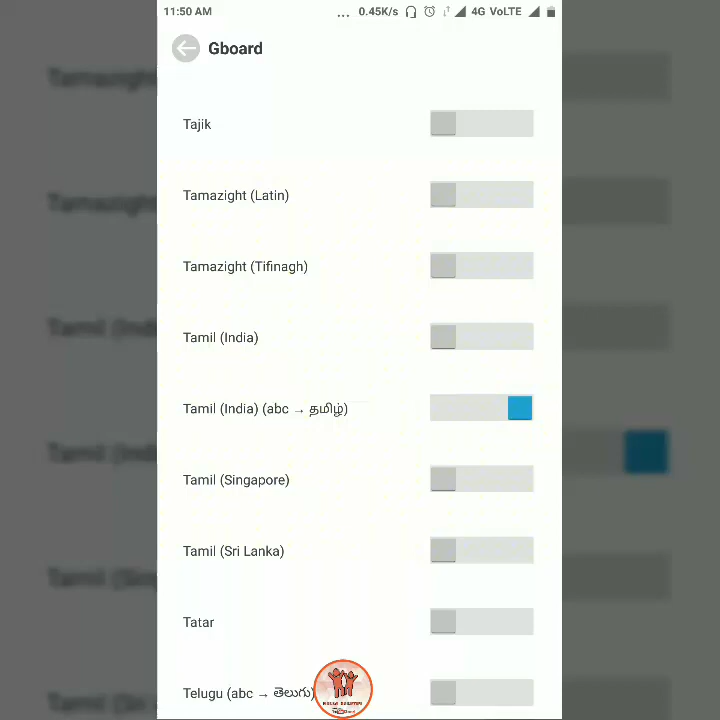 11:50 AM
... 0.45K/s 4G VoLTE
Gboard
Tajik
Tamazight (Latin)
Tamazight (Tifinagh)
Tamil (India)
Tamil (India) (abc → தமிழ்)
Tamil (Singapore)
Tamil (Sri Lanka)
Tatar
Telugu (abc → తెలుగు)